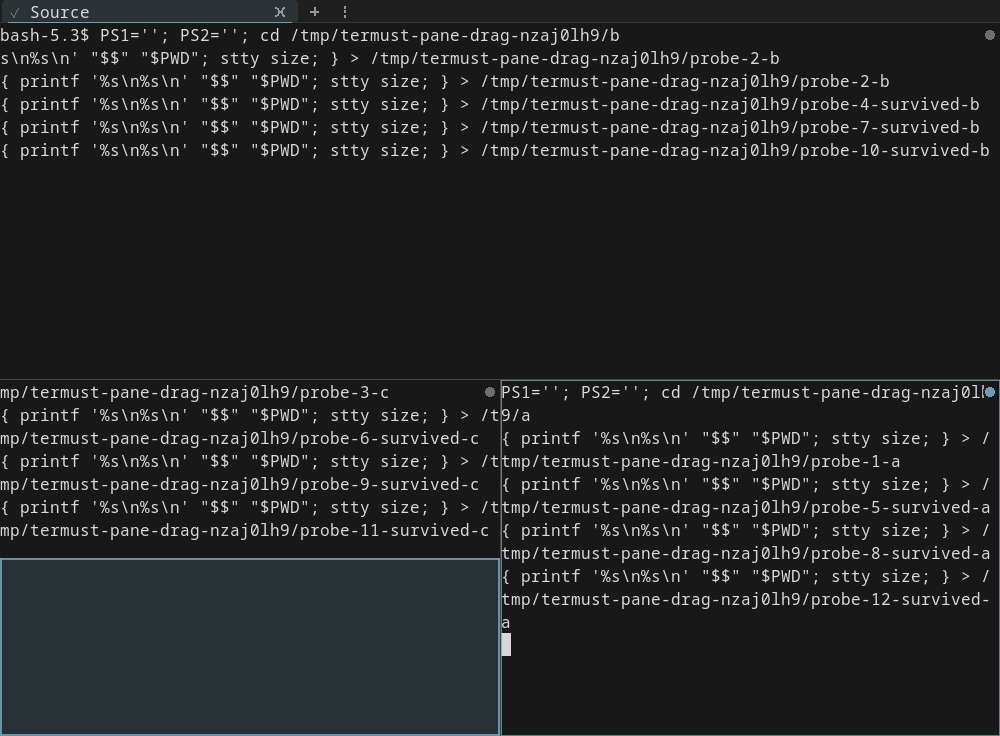 ✓ Source
bash-5.3$ PS1=''; PS2=''; cd /tmp/termust-pane-drag-nzaj0lh9/b
s\n%s\n' "$$" "$PWD"; stty size; } > /tmp/termust-pane-drag-nzaj0lh9/probe-2-b
{ printf '%s\n%s\n' "$$" "$PWD"; stty size; } > /tmp/termust-pane-drag-nzaj0lh9/probe-2-b
{ printf '%s\n%s\n' "$$" "$PWD"; stty size; } > /tmp/termust-pane-drag-nzaj0lh9/probe-4-survived-b
{ printf '%s\n%s\n' "$$" "$PWD"; stty size; } > /tmp/termust-pane-drag-nzaj0lh9/probe-7-survived-b
{ printf '%s\n%s\n' "$$" "$PWD"; stty size; } > /tmp/termust-pane-drag-nzaj0lh9/probe-10-survived-b
mp/termust-pane-drag-nzaj0lh9/probe-3-c
{ printf '%s\n%s\n' "$$" "$PWD"; stty size; } > /t
mp/termust-pane-drag-nzaj0lh9/probe-6-survived-c
{ printf '%s\n%s\n' "$$" "$PWD"; stty size; } > /t
mp/termust-pane-drag-nzaj0lh9/probe-9-survived-c
{ printf '%s\n%s\n' "$$" "$PWD"; stty size; } > /t
mp/termust-pane-drag-nzaj0lh9/probe-11-survived-c
PS1=''; PS2=''; cd /tmp/termust-pane-drag-nzaj0lh
9/a
{ printf '%s\n%s\n' "$$" "$PWD"; stty size; } > /
tmp/termust-pane-drag-nzaj0lh9/probe-1-a
{ printf '%s\n%s\n' "$$" "$PWD"; stty size; } > /
tmp/termust-pane-drag-nzaj0lh9/probe-5-survived-a
{ printf '%s\n%s\n' "$$" "$PWD"; stty size; } > /
tmp/termust-pane-drag-nzaj0lh9/probe-8-survived-a
{ printf '%s\n%s\n' "$$" "$PWD"; stty size; } > /
tmp/termust-pane-drag-nzaj0lh9/probe-12-survived-
a